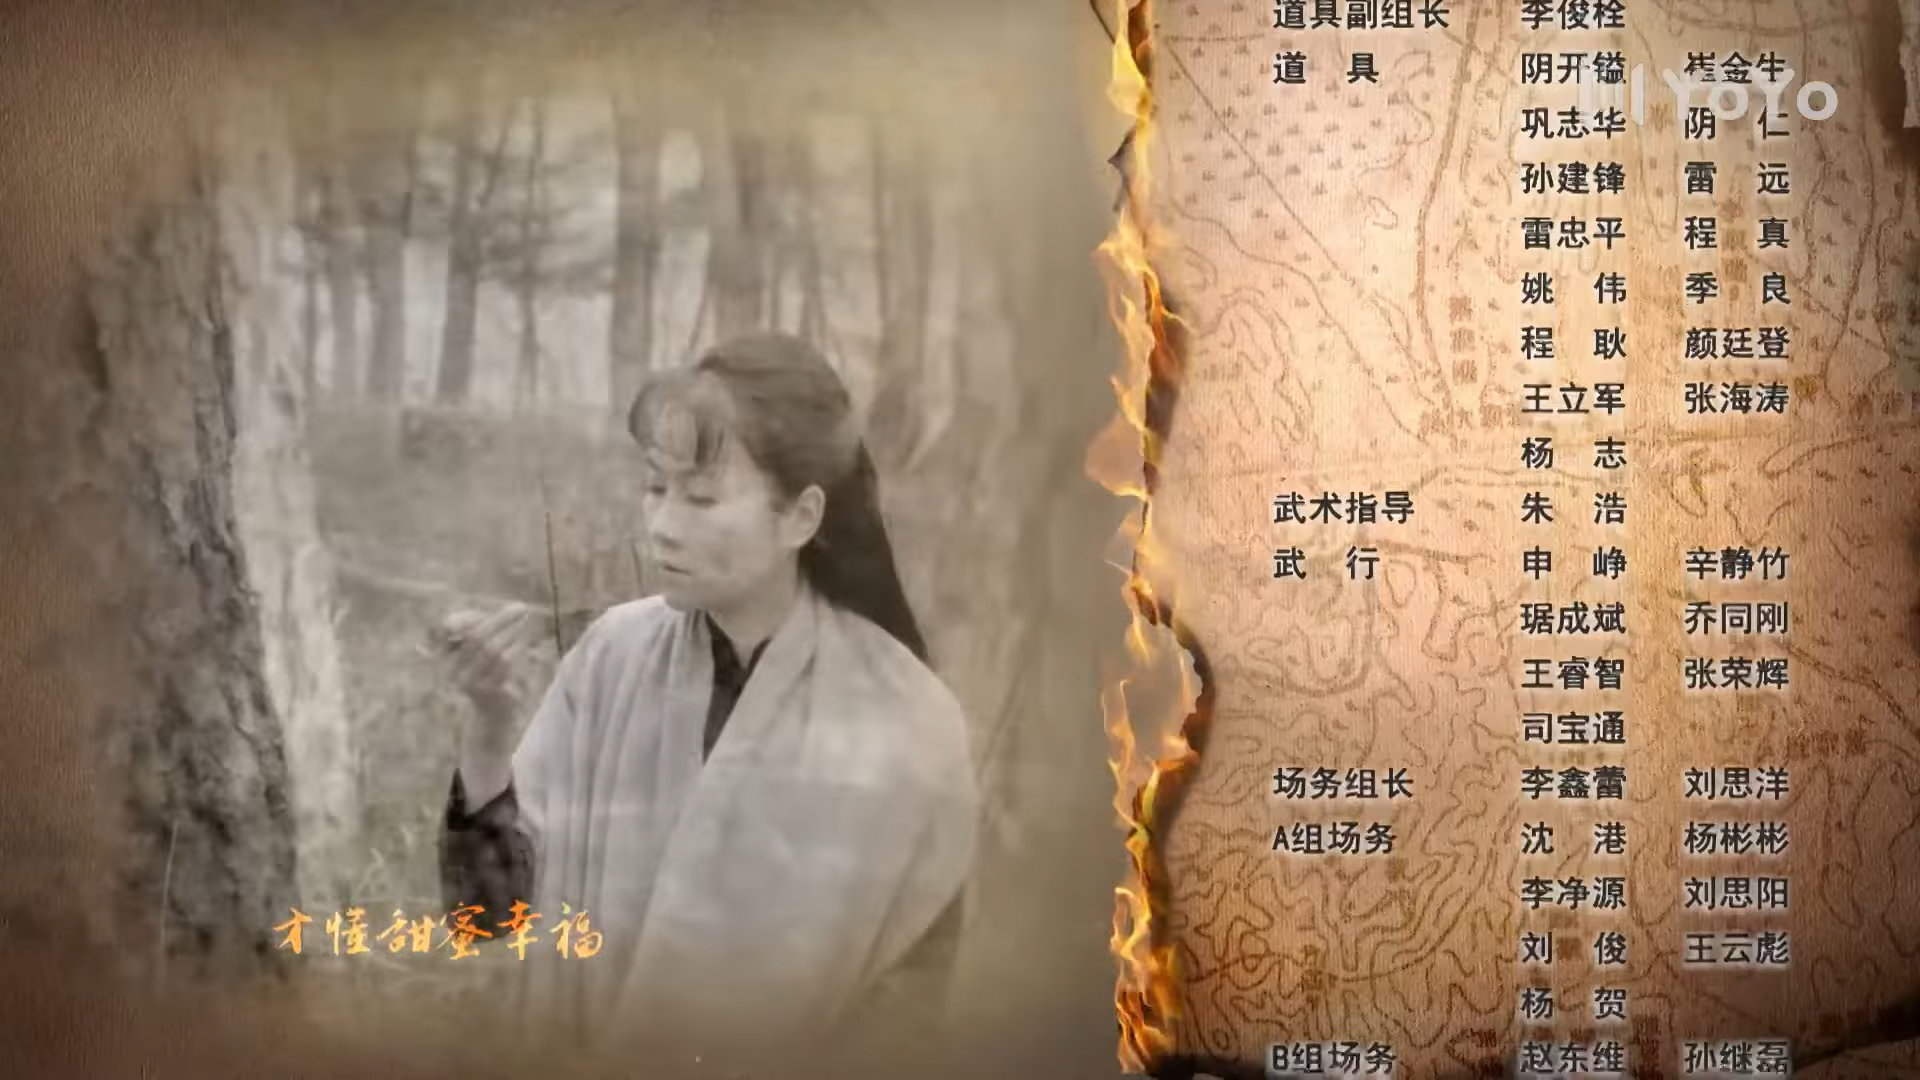 道具副组长 李俊栓
道 具 阴开镒 崔金生
YoYo
巩志华 阴 仁
孙建锋 雷 远
雷忠平 程 真
姚 伟 季 良
程 耿 颜廷登
王立军 张海涛
杨 志
武术指导 朱 浩
武 行 申 峥 辛静竹
琚成斌 乔同刚
王睿智 张荣辉
司宝通
场务组长 李鑫蕾 刘思洋
A组场务 沈 港 杨彬彬
李净源 刘思阳
才懂甜蜜幸福
刘 俊 王云彪
杨 贺
B组场务 赵东维 孙继磊